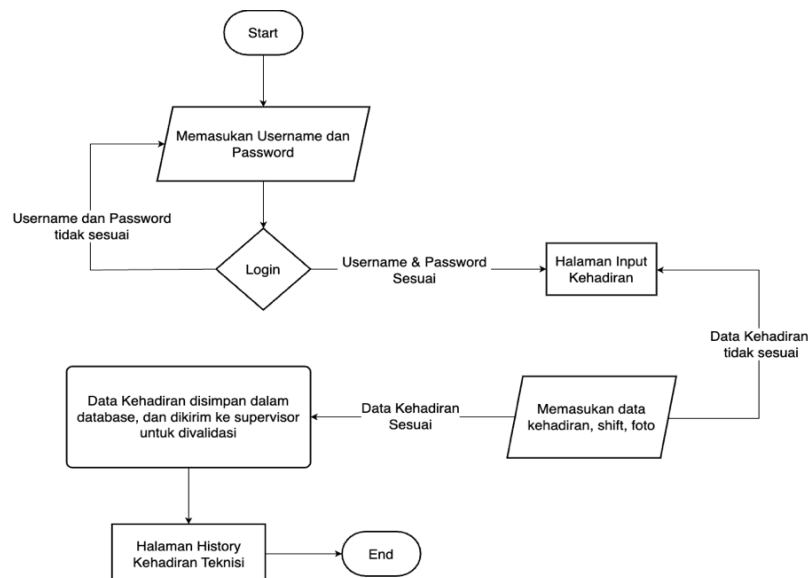 Start
Memasukan Username dan
Password
Username dan Password
tidak sesuai
Login
Username & Password
Sesuai
Halaman Input
Kehadiran
Data Kehadiran
tidak sesuai
Data Kehadiran disimpan dalam
database, dan dikirim ke supervisor
untuk divalidasi
Data Kehadiran
Sesuai
Memasukan data
kehadiran, shift, foto
Halaman History
Kehadiran Teknisi
End